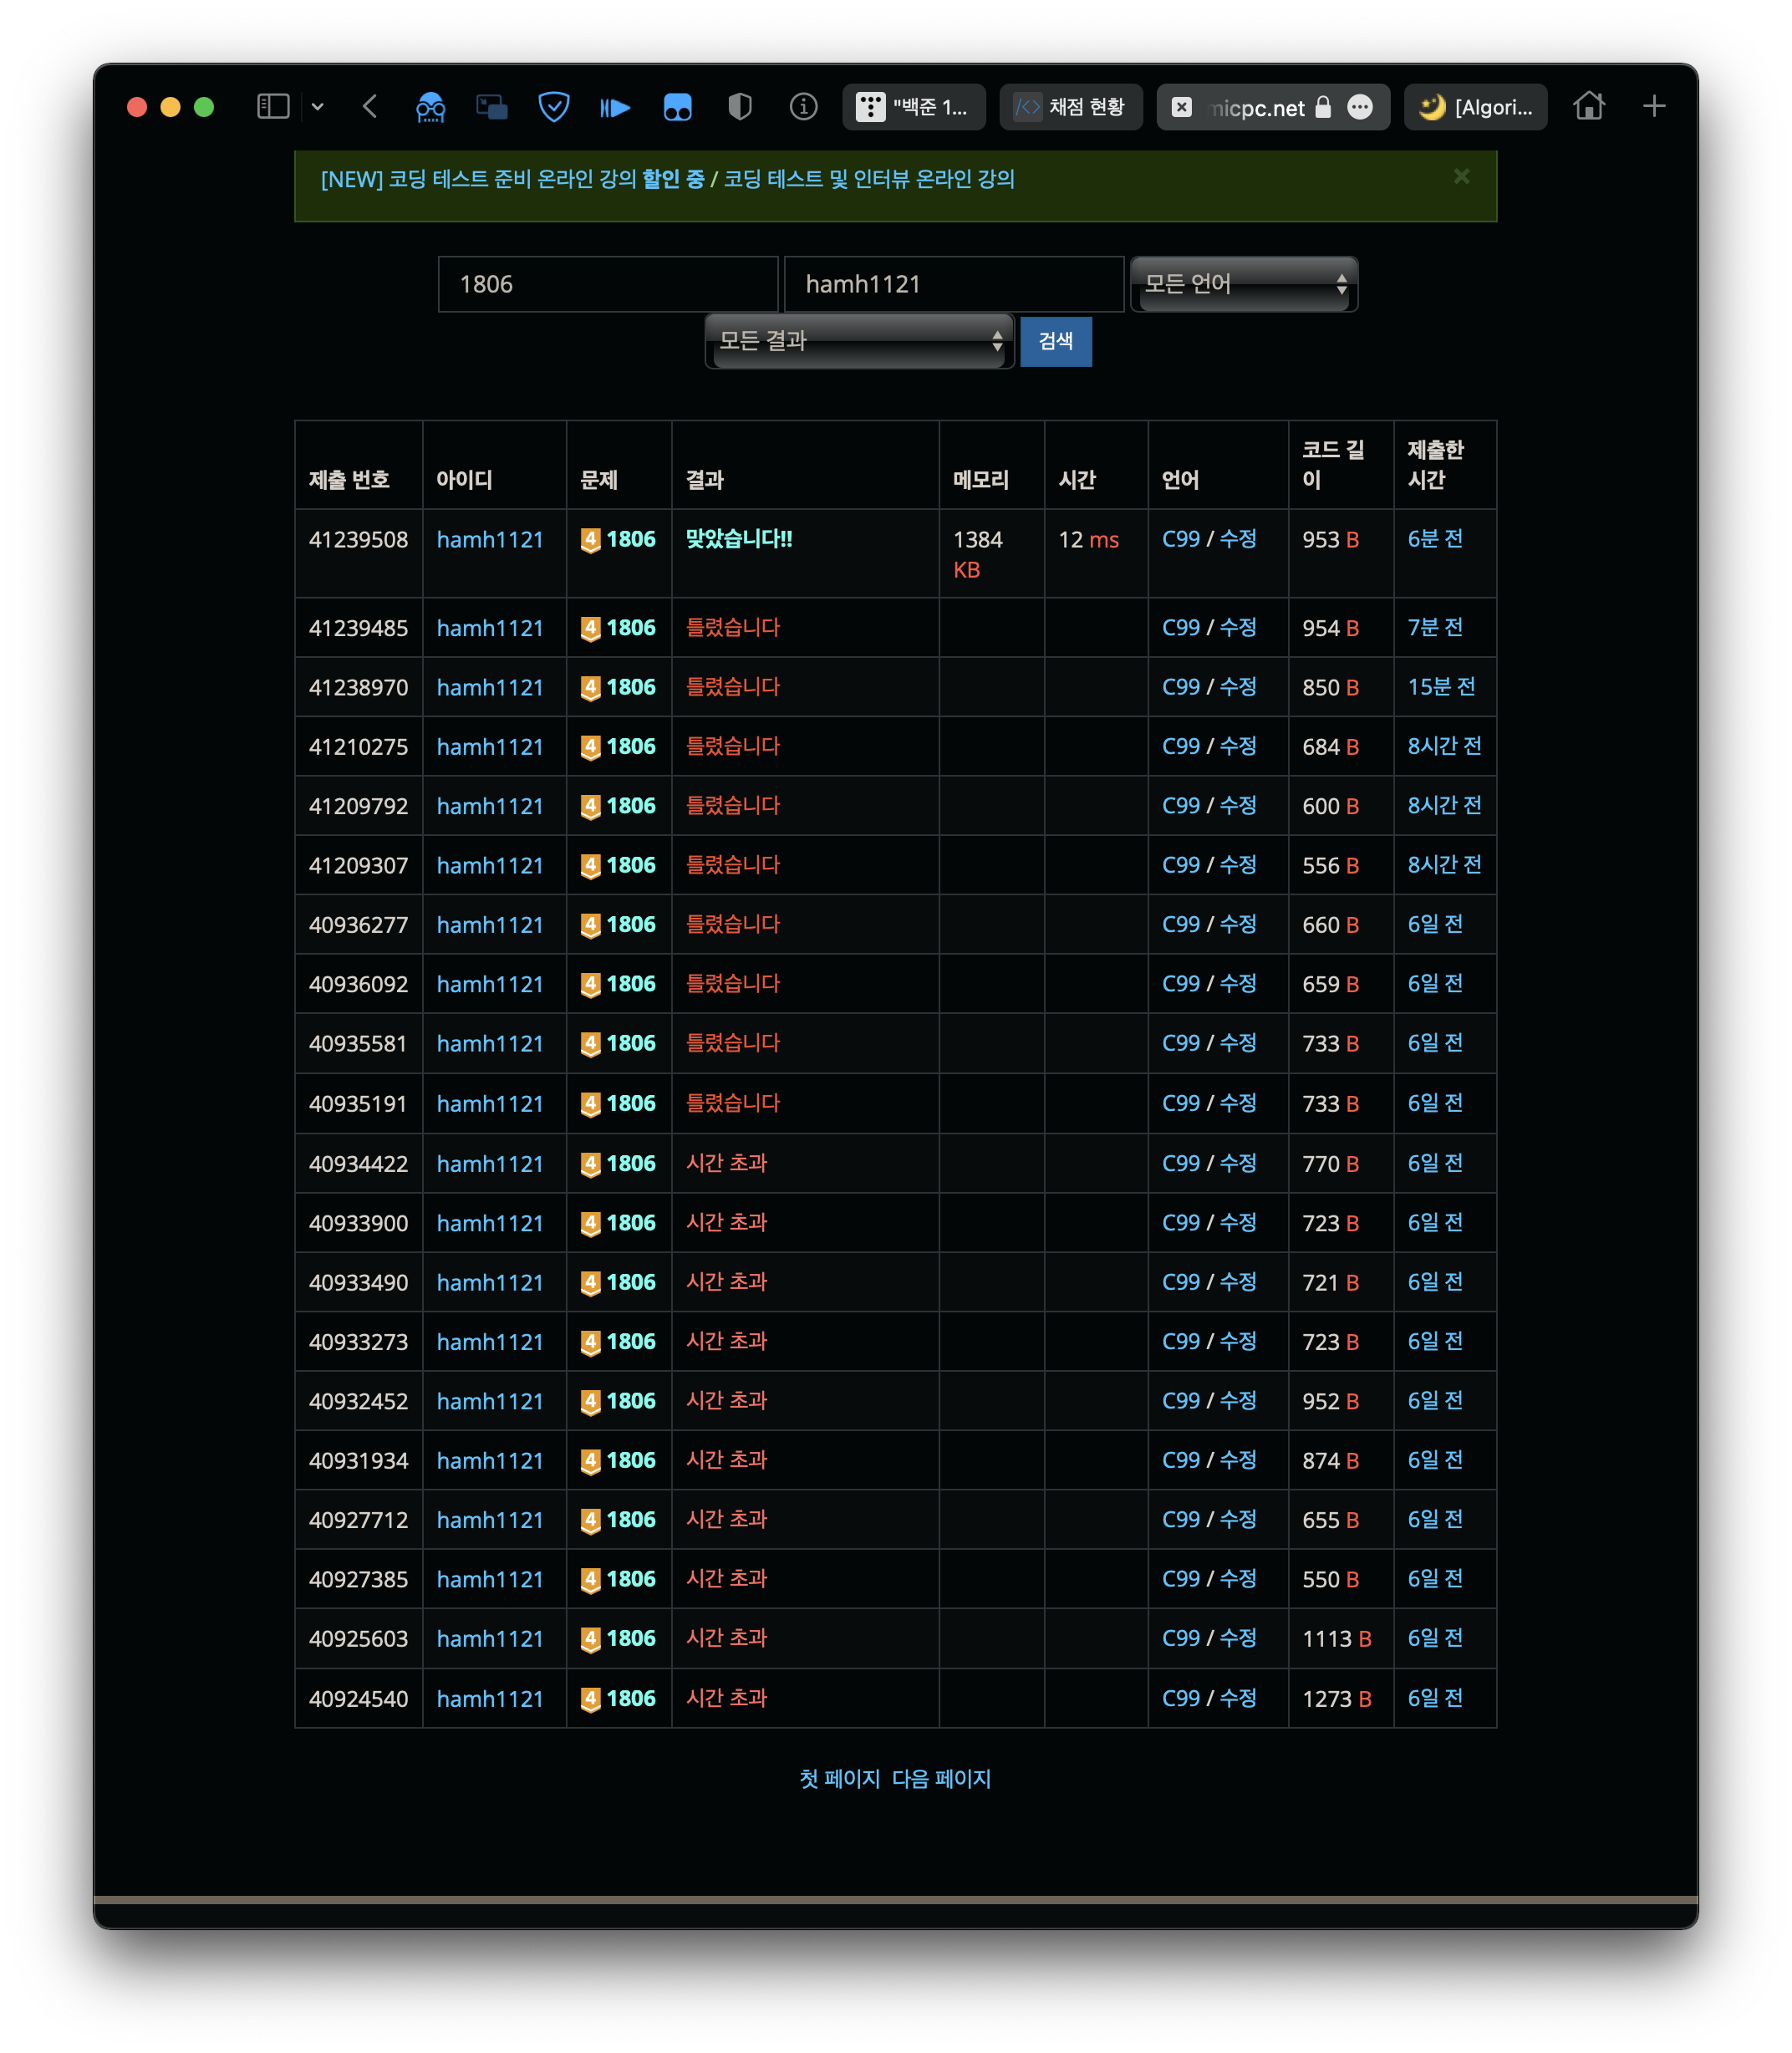 "백준 1...
채점 현황
micpc.net
[Algori...
[NEW] 코딩 테스트 준비 온라인 강의 할인 중 / 코딩 테스트 및 인터뷰 온라인 강의
1806 hamh1121 모든 언어
모든 결과 검색
제출 번호 아이디 문제 결과 메모리 시간 언어 코드 길이 제출한 시간
41239508 hamh1121 4 1806 맞았습니다!! 1384 KB 12 ms C99 / 수정 953 B 6분 전
41239485 hamh1121 4 1806 틀렸습니다 C99 / 수정 954 B 7분 전
41238970 hamh1121 4 1806 틀렸습니다 C99 / 수정 850 B 15분 전
41210275 hamh1121 4 1806 틀렸습니다 C99 / 수정 684 B 8시간 전
41209792 hamh1121 4 1806 틀렸습니다 C99 / 수정 600 B 8시간 전
41209307 hamh1121 4 1806 틀렸습니다 C99 / 수정 556 B 8시간 전
40936277 hamh1121 4 1806 틀렸습니다 C99 / 수정 660 B 6일 전
40936092 hamh1121 4 1806 틀렸습니다 C99 / 수정 659 B 6일 전
40935581 hamh1121 4 1806 틀렸습니다 C99 / 수정 733 B 6일 전
40935191 hamh1121 4 1806 틀렸습니다 C99 / 수정 733 B 6일 전
40934422 hamh1121 4 1806 시간 초과 C99 / 수정 770 B 6일 전
40933900 hamh1121 4 1806 시간 초과 C99 / 수정 723 B 6일 전
40933490 hamh1121 4 1806 시간 초과 C99 / 수정 721 B 6일 전
40933273 hamh1121 4 1806 시간 초과 C99 / 수정 723 B 6일 전
40932452 hamh1121 4 1806 시간 초과 C99 / 수정 952 B 6일 전
40931934 hamh1121 4 1806 시간 초과 C99 / 수정 874 B 6일 전
40927712 hamh1121 4 1806 시간 초과 C99 / 수정 655 B 6일 전
40927385 hamh1121 4 1806 시간 초과 C99 / 수정 550 B 6일 전
40925603 hamh1121 4 1806 시간 초과 C99 / 수정 1113 B 6일 전
40924540 hamh1121 4 1806 시간 초과 C99 / 수정 1273 B 6일 전
첫 페이지 다음 페이지